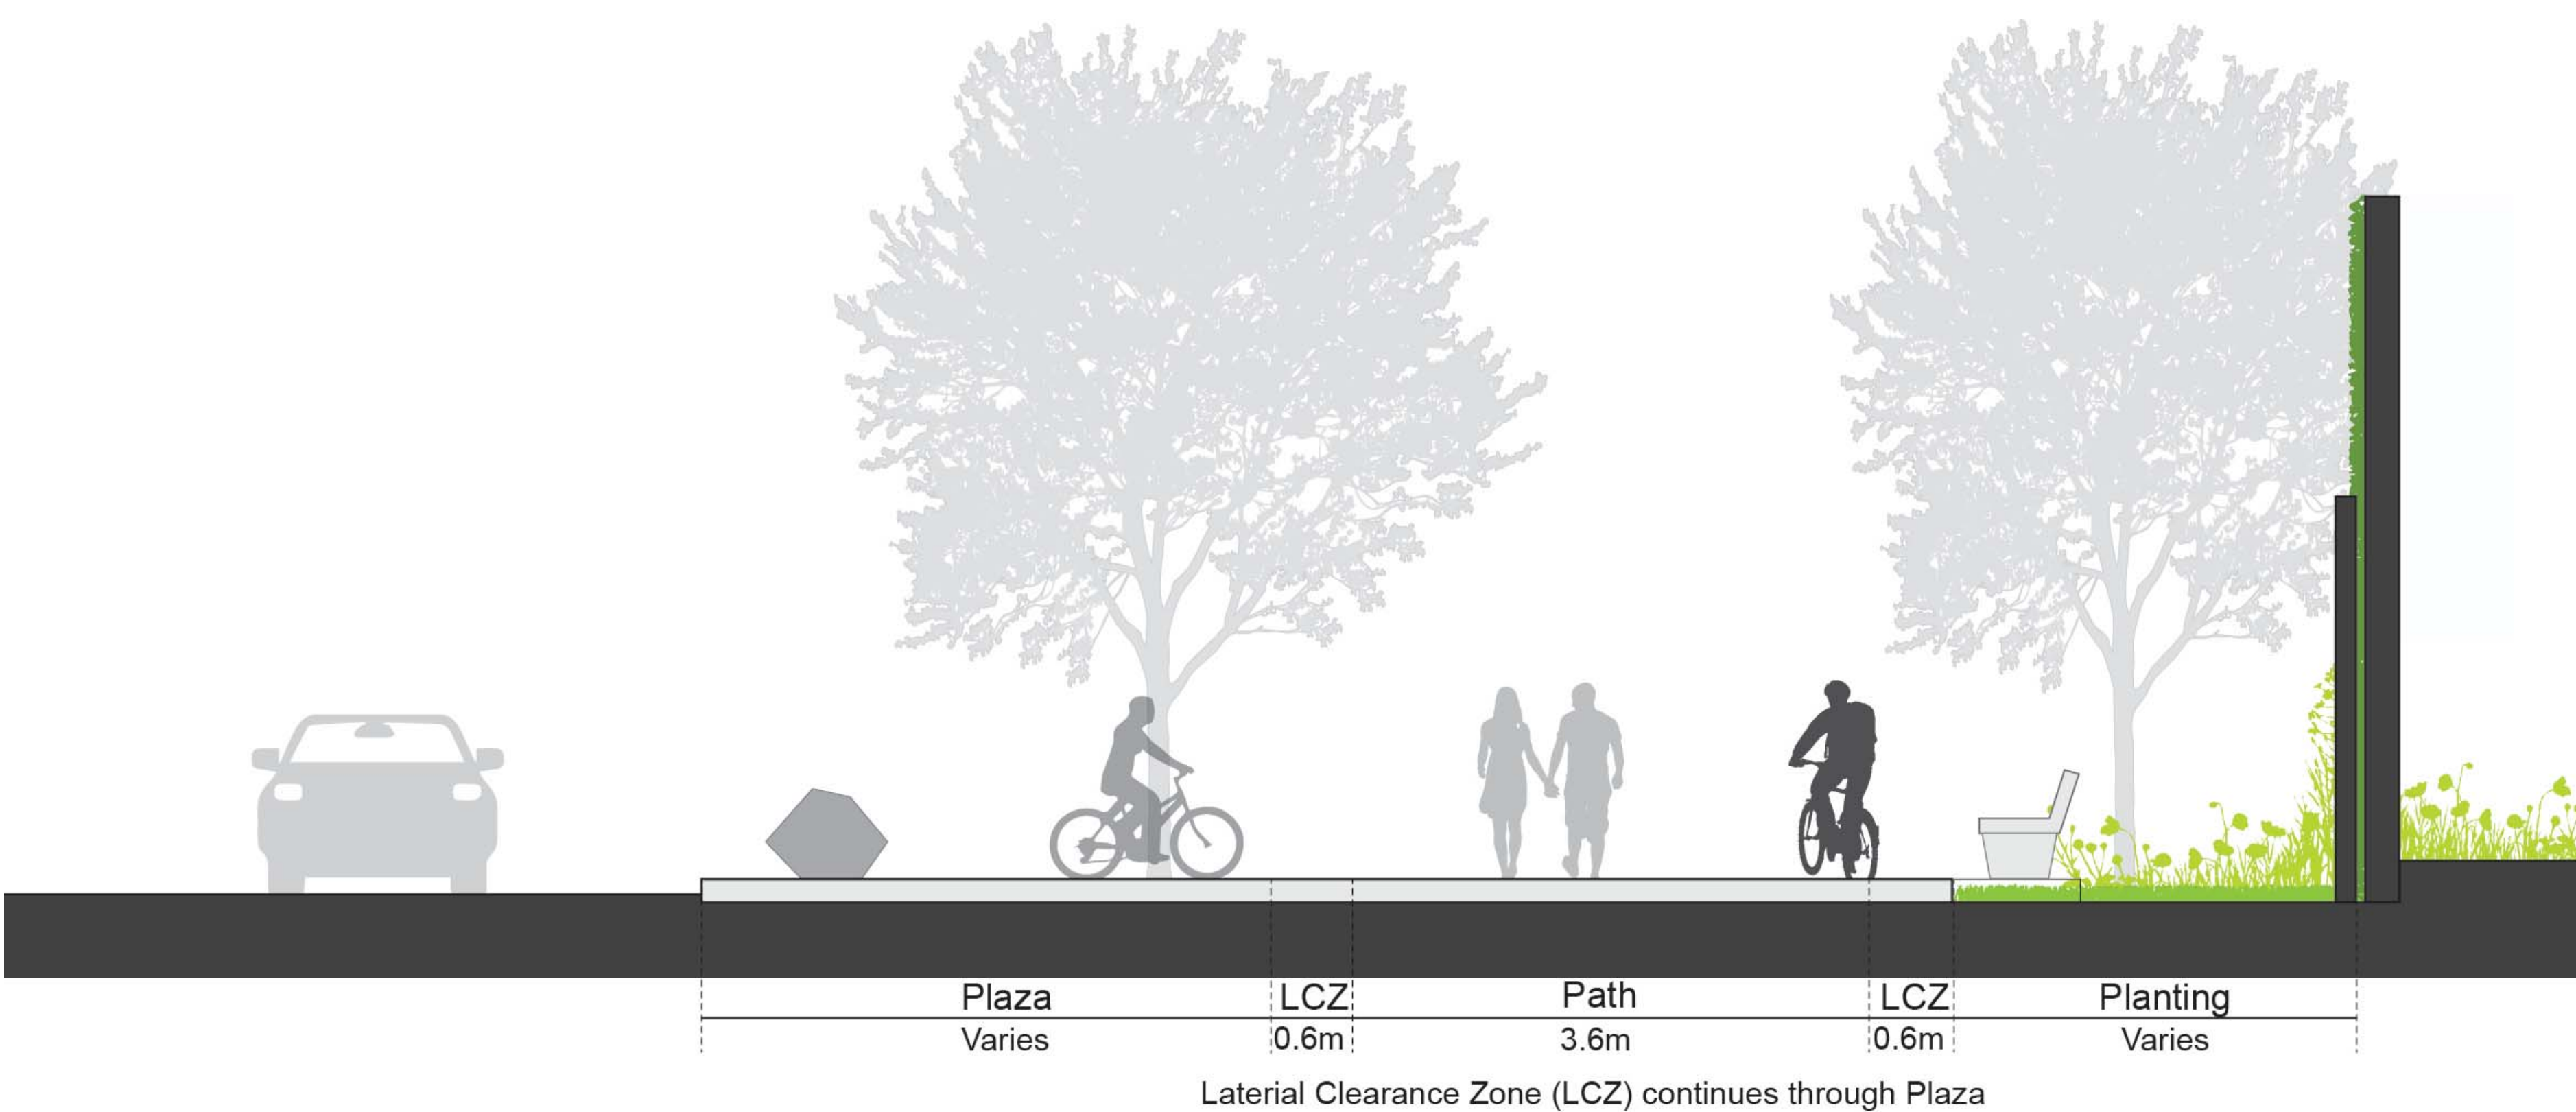 Plaza LCZ Path LCZ Planting
Varies 0.6m 3.6m 0.6m Varies
Laterial Clearance Zone (LCZ) continues through Plaza